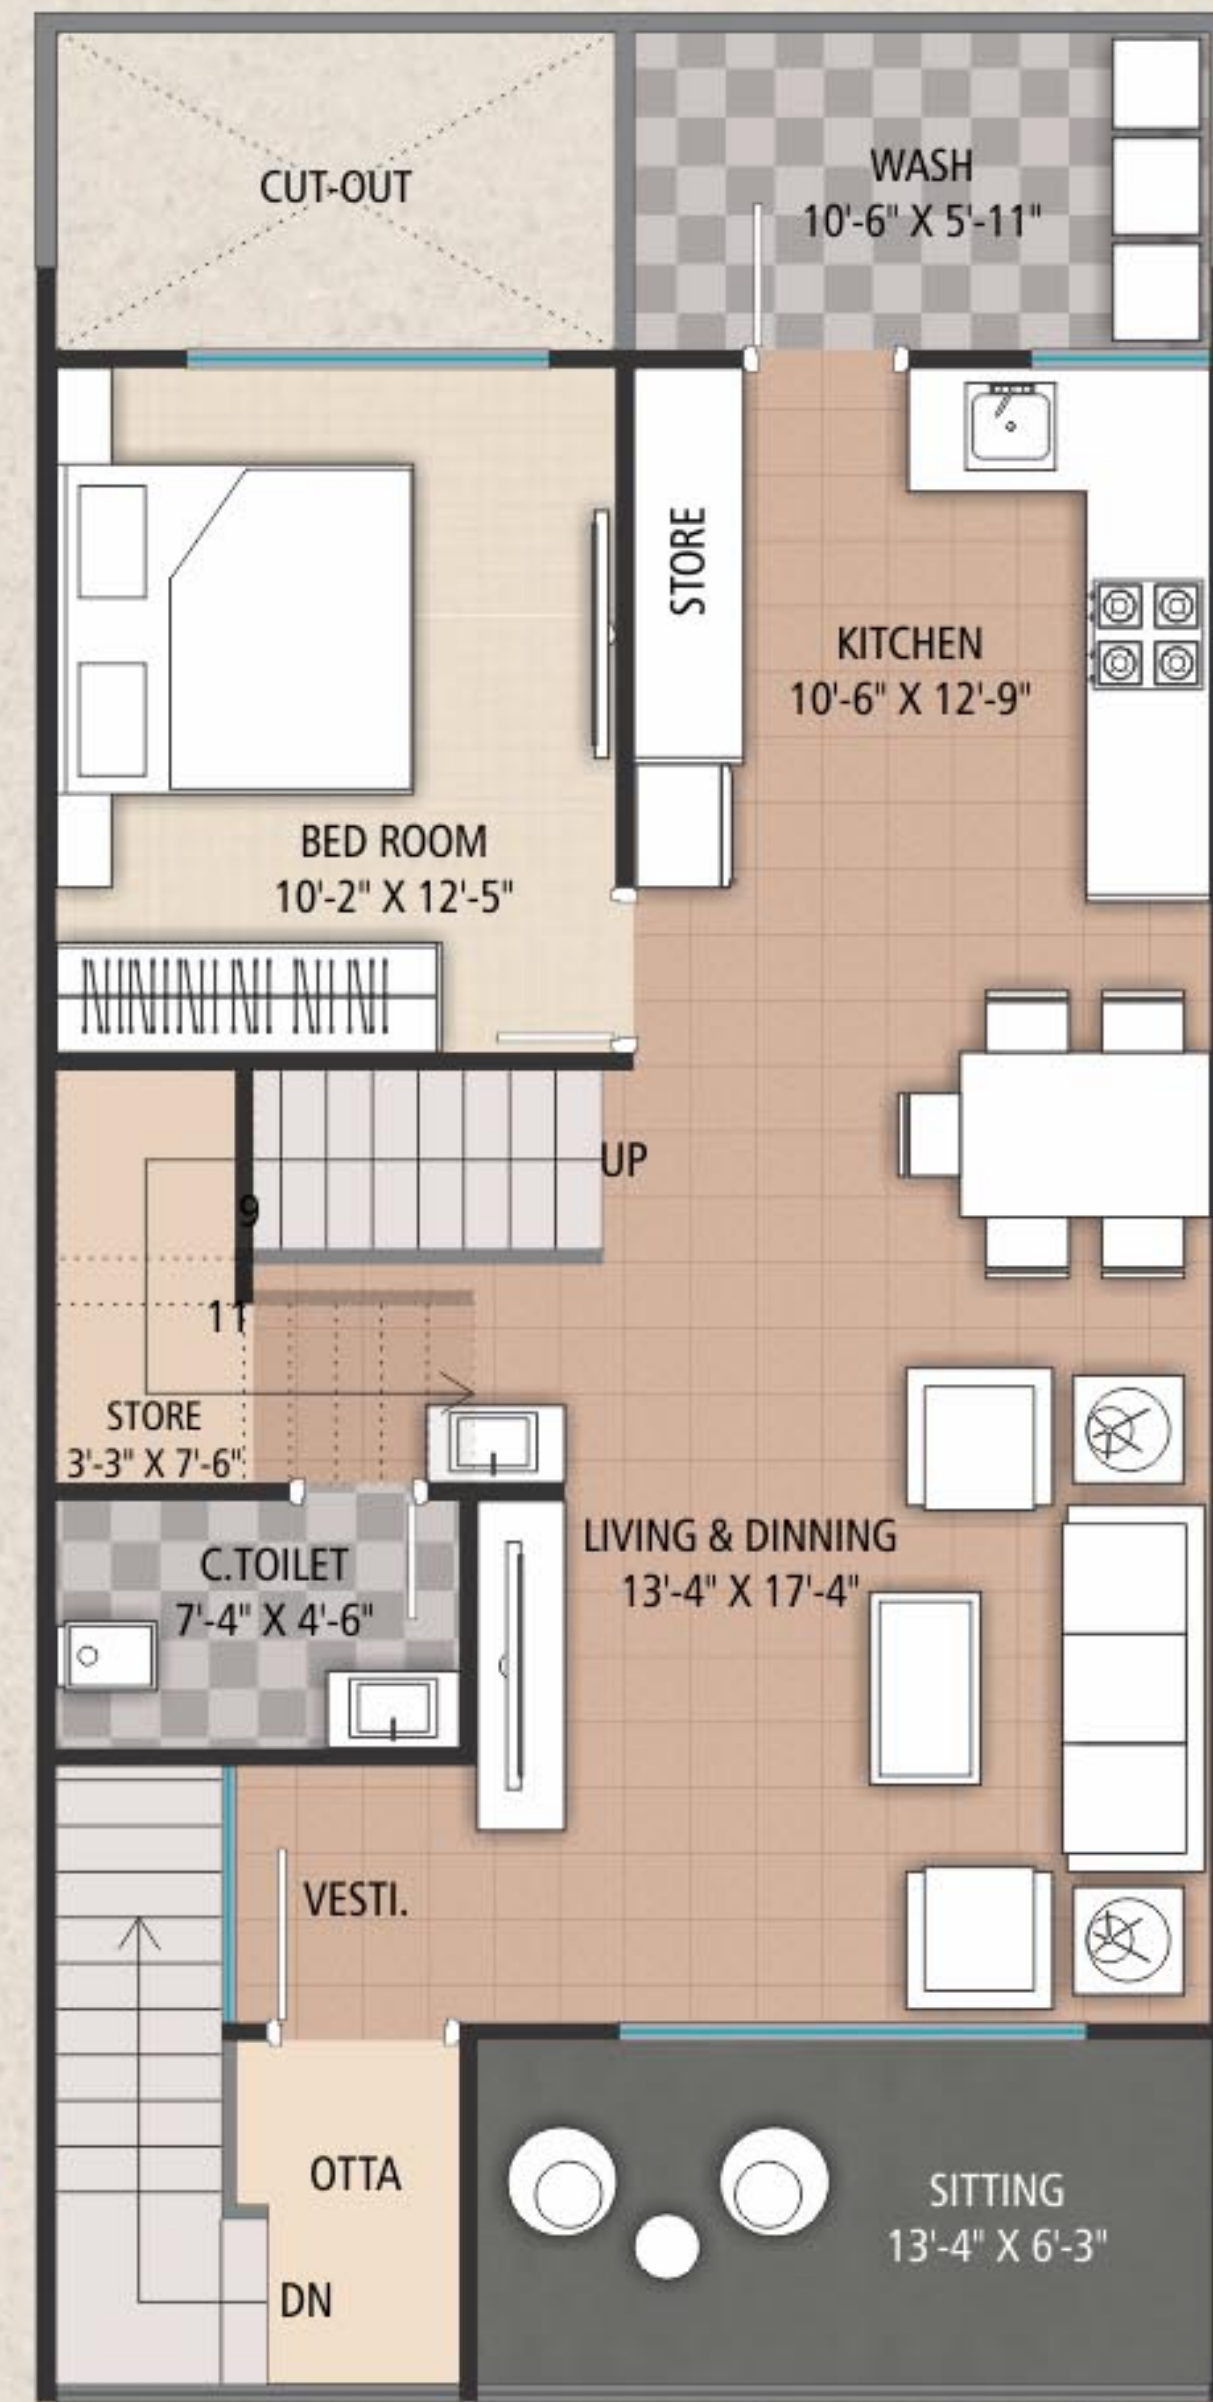 CUT-OUT
WASH
10'-6" X 5'-11"
STORE
KITCHEN
10'-6" X 12'-9"
BED ROOM
10'-2" X 12'-5"
UP
9
11
STORE
3'-3" X 7'-6"
LIVING & DINNING
13'-4" X 17'-4"
C.TOILET
7'-4" X 4'-6"
VESTI.
OTTA
SITTING
13'-4" X 6'-3"
DN